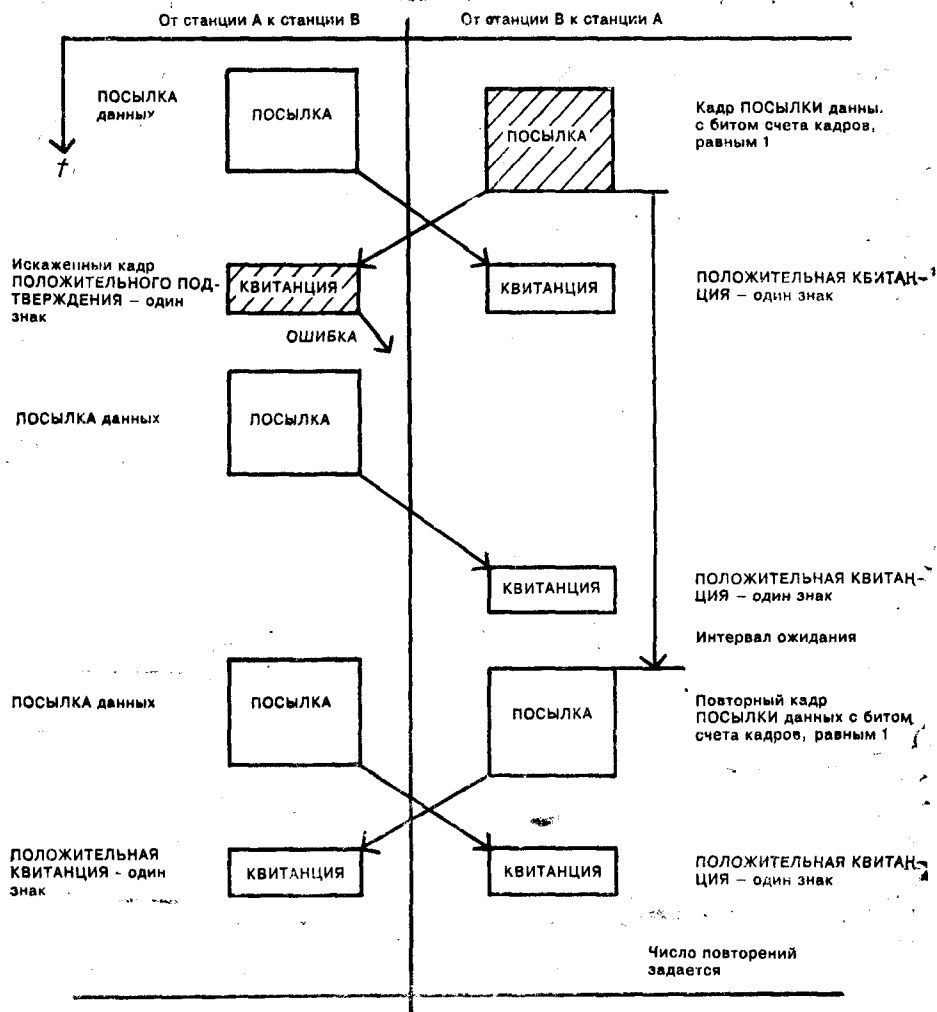 От станции А к станции В
От станции В к станции А
t
ПОСЫЛКА
данных
ПОСЫЛКА
ПОСЫЛКА
Кадр ПОСЫЛКИ данны.
с битом счета кадров,
равным 1
Искаженный кадр
ПОЛОЖИТЕЛЬНОГО ПОД-
ТВЕРЖДЕНИЯ – один
знак
КВИТАНЦИЯ
ОШИБКА
КВИТАНЦИЯ
ПОЛОЖИТЕЛЬНАЯ КВИТАН-
ЦИЯ – один знак
ПОСЫЛКА данных
ПОСЫЛКА
КВИТАНЦИЯ
ПОЛОЖИТЕЛЬНАЯ КВИТАН-
ЦИЯ – один знак
Интервал ожидания
ПОСЫЛКА данных
ПОСЫЛКА
ПОСЫЛКА
Повторный кадр
ПОСЫЛКИ данных с битом
счета кадров, равным 1
ПОЛОЖИТЕЛЬНАЯ
КВИТАНЦИЯ - один
знак
КВИТАНЦИЯ
КВИТАНЦИЯ
ПОЛОЖИТЕЛЬНАЯ КВИТАН-
ЦИЯ – один знак
Число повторений
задается